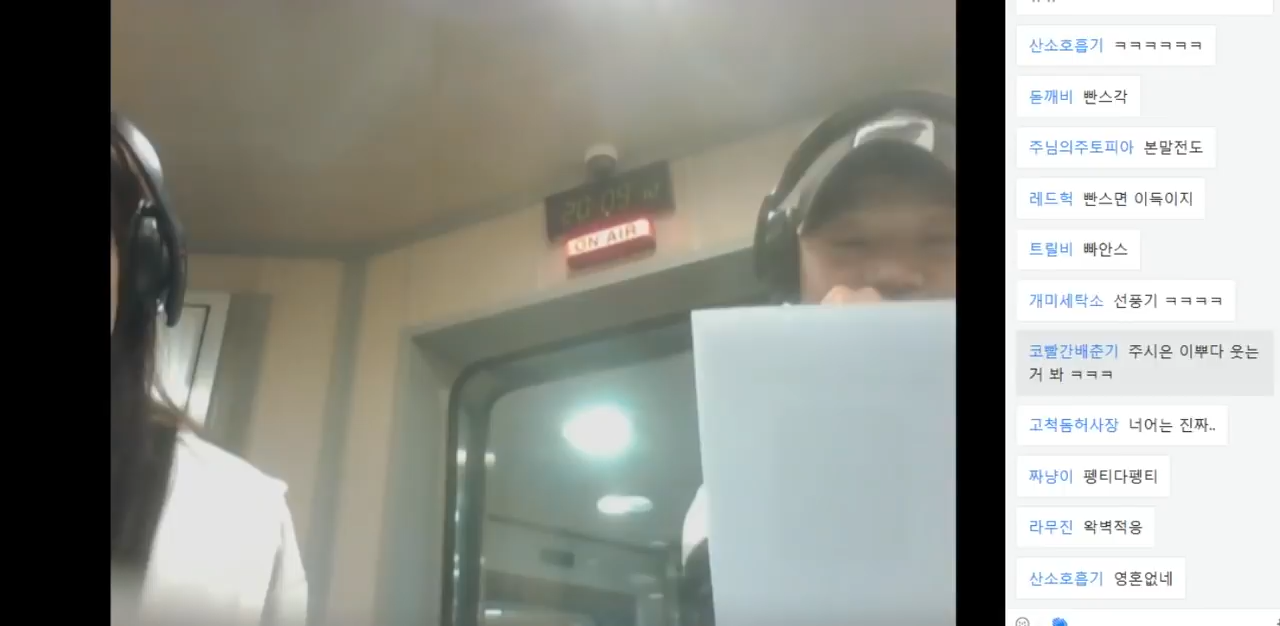 20:09
ON AIR
산소호흡기 ㅋㅋㅋㅋㅋㅋ
돋깨비 빤스각
주님의주토피아 본말전도
레드헉 빤스면 이득이지
트릴비 빠안스
개미세탁소 선풍기 ㅋㅋㅋㅋ
코빨간배춘기 주시은 이뿌다 웃는
거 봐 ㅋㅋㅋ
고척돔허사장 너어는 진짜..
짜냥이 펭티다펭티
라무진 왁벽적응
산소호흡기 영혼없네